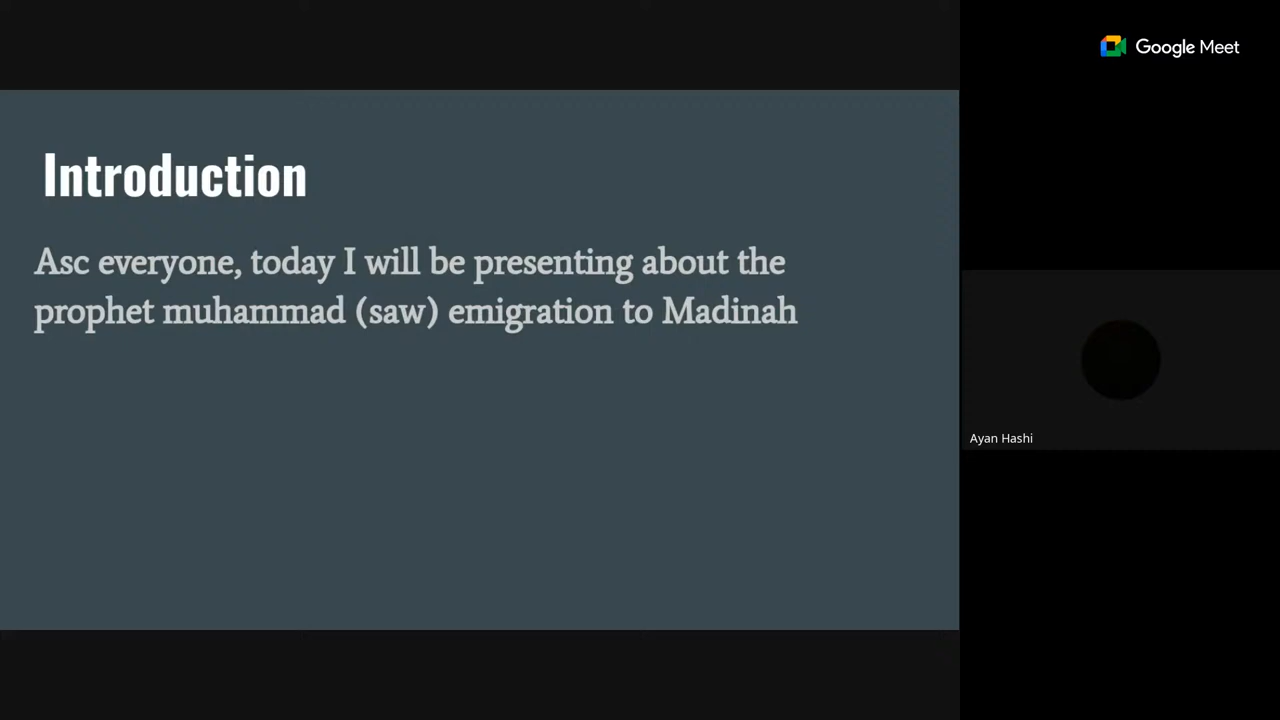 Google Meet
Introduction
Asc everyone, today I will be presenting about the
prophet muhammad (saw) emigration to Madinah
Ayan Hashi